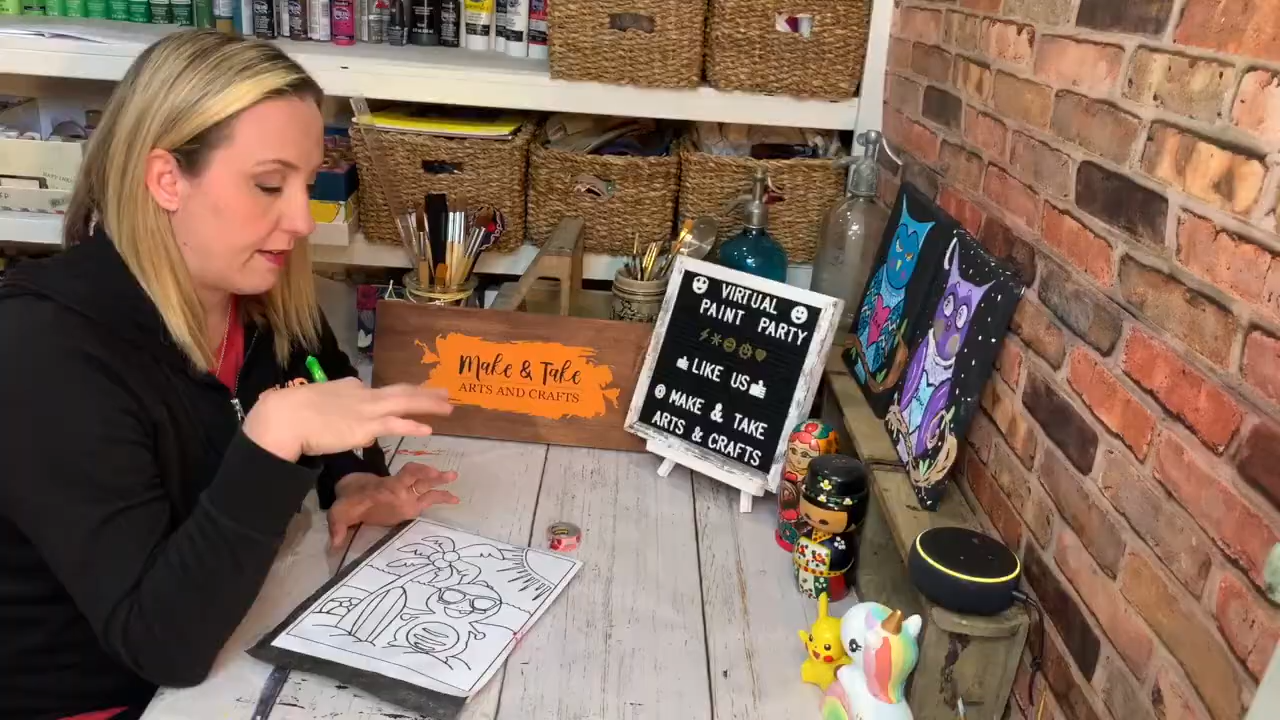 Make & Take
ARTS AND CRAFTS
VIRTUAL
PAINT PARTY
LIKE US
@ MAKE & TAKE
ARTS & CRAFTS